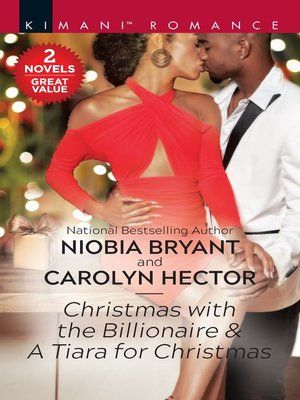 KIMANI™ ROMANCE
2
NOVELS
GREAT
VALUE
National Bestselling Author
NIOBIA BRYANT
and
CAROLYN HECTOR
Christmas with
the Billionaire &
A Tiara for Christmas